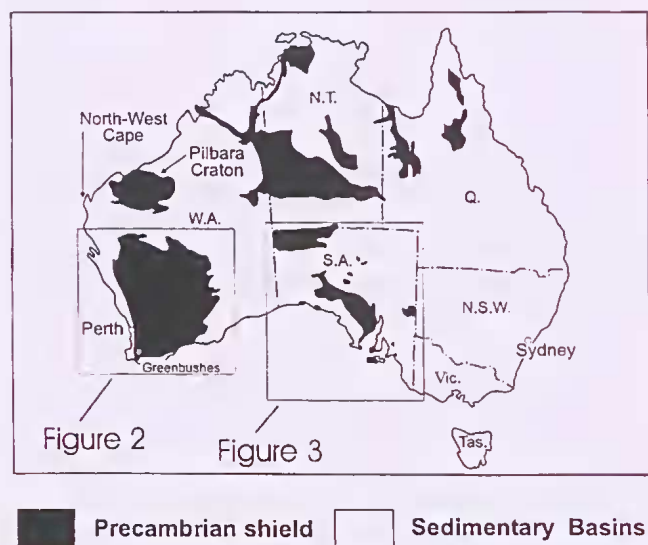 N.T.
North-West
Cape
Pilbara
Craton
Q.
W.A.
S.A.
N.S.W.
Perth
Sydney
Greenbushes
Vic.
Figure 2
Figure 3
Tas.
Precambrian shield
Sedimentary Basins